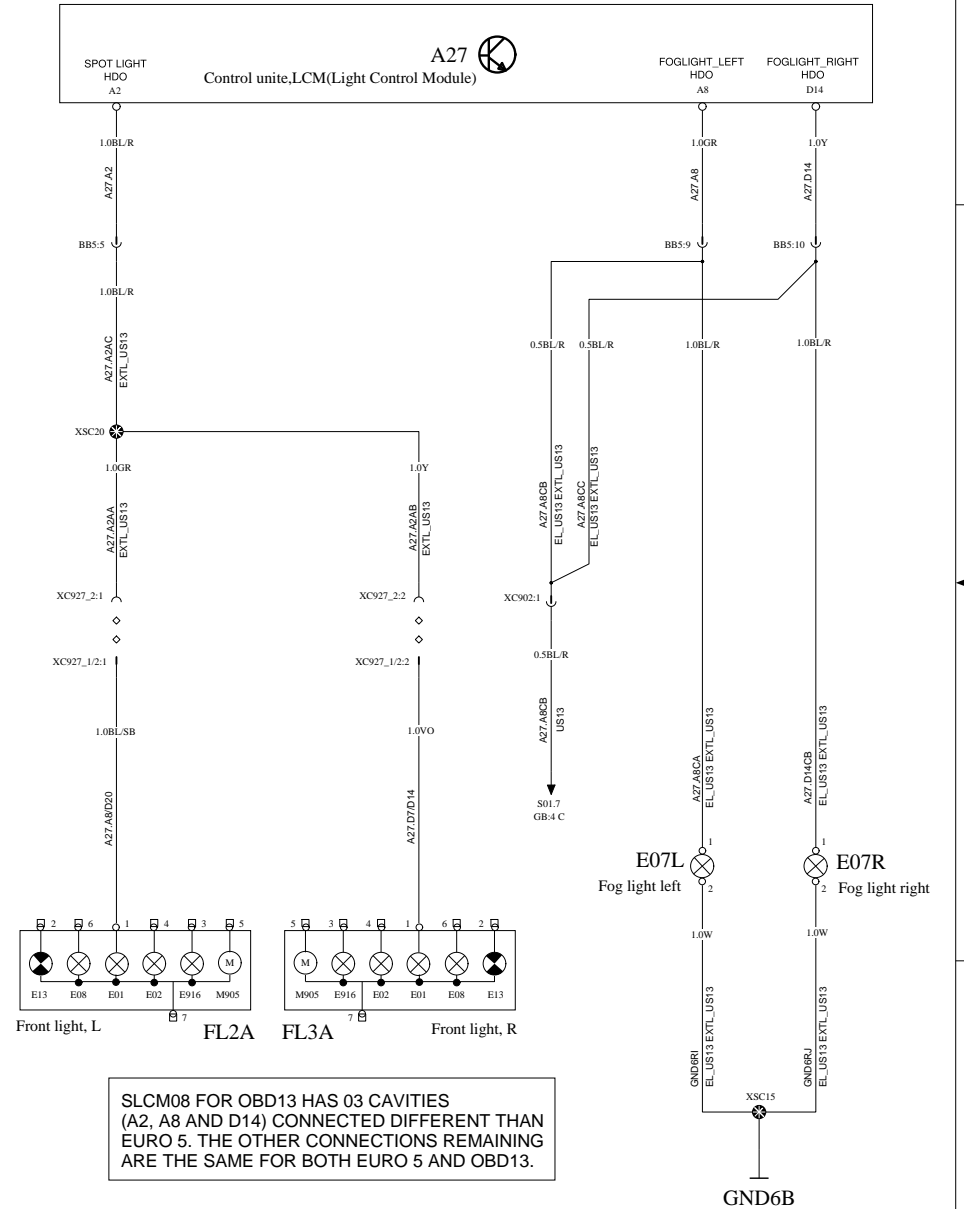 A27
Control unite,LCM(Light Control Module)
SPOT LIGHT
HDO
A2
FOGLIGHT_LEFT
HDO
A8
FOGLIGHT_RIGHT
HDO
D14
1.0BL/R
1.0GR
1.0Y
A27.A2
A27.A8
A27.D14
BB5:5
BB5:9
BB5:10
1.0BL/R
0.5BL/R
0.5BL/R
1.0BL/R
1.0BL/R
A27.A2AC
EXTL_US13
XSC20
1.0GR
1.0Y
A27.A2AA
EXTL_US13
A27.A2AB
EXTL_US13
A27.A8CB
EL_US13 EXTL_US13
A27.A8CC
EL_US13 EXTL_US13
XC927_2:1
XC927_2:2
XC902:1
XC927_1/2:1
XC927_1/2:2
0.5BL/R
1.0BL/SB
1.0VO
A27.A8CB
US13
A27.A8CA
EL_US13 EXTL_US13
A27.D14CB
EL_US13 EXTL_US13
A27.A8/D20
A27.D7/D14
S01.7
GB:4 C
1
E07L
Fog light left
2
1
E07R
Fog light right
2
1.0W
1.0W
2 6 1 4 3 5
5 3 4 1 6 2
M
M
E13 E08 E01 E02 E916 M905
M905 E916 E02 E01 E08 E13
7
7
Front light, L
FL2A
FL3A
Front light, R
GND6RI
EL_US13 EXTL_US13
GND6RJ
EL_US13 EXTL_US13
XSC15
GND6B
SLCM08 FOR OBD13 HAS 03 CAVITIES
(A2, A8 AND D14) CONNECTED DIFFERENT THAN
EURO 5. THE OTHER CONNECTIONS REMAINING
ARE THE SAME FOR BOTH EURO 5 AND OBD13.